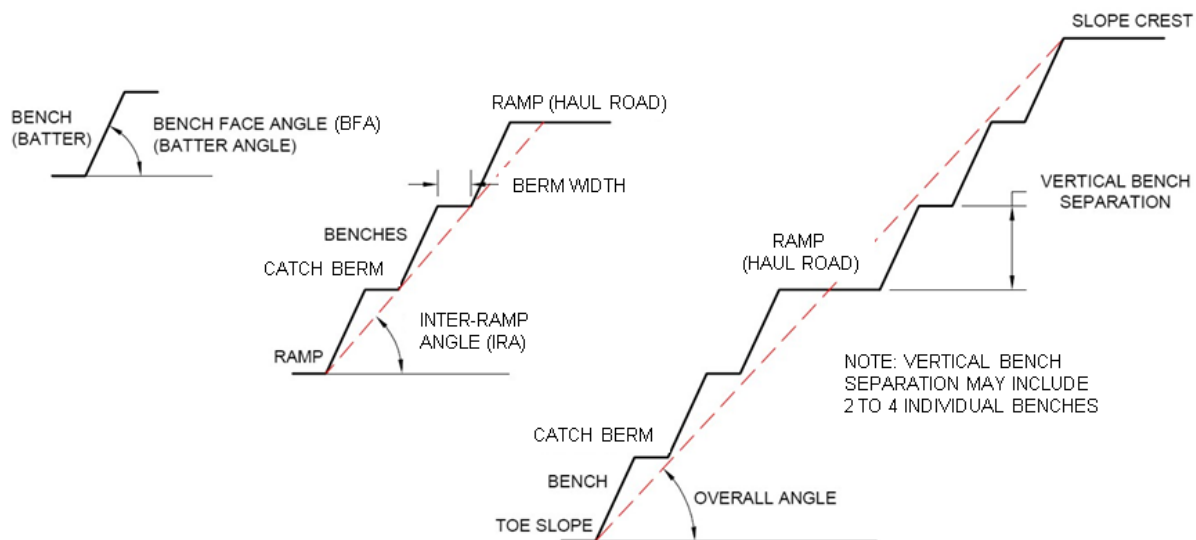 SLOPE CREST
BENCH
(BATTER)
BENCH FACE ANGLE (BFA)
(BATTER ANGLE)
RAMP (HAUL ROAD)
BERM WIDTH
BENCHES
CATCH BERM
INTER-RAMP
ANGLE (IRA)
RAMP
VERTICAL BENCH
SEPARATION
RAMP
(HAUL ROAD)
NOTE: VERTICAL BENCH
SEPARATION MAY INCLUDE
2 TO 4 INDIVIDUAL BENCHES
CATCH BERM
BENCH
OVERALL ANGLE
TOE SLOPE